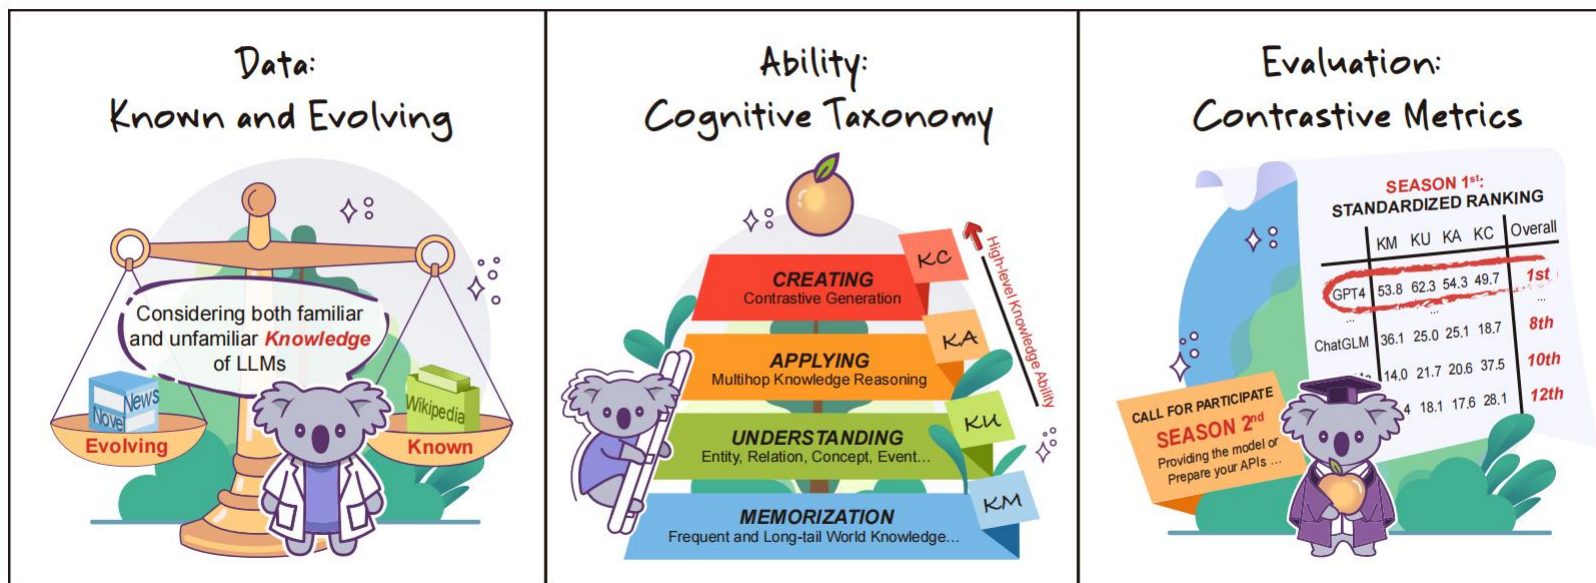 Data:
Known and Evolving
Considering both familiar
and unfamiliar Knowledge
of LLMs
News
Novel
Wikipedia
Evolving
Known
Ability:
Cognitive Taxonomy
CREATING
Contrastive Generation
KC
APPLYING
Multihop Knowledge Reasoning
KA
UNDERSTANDING
Entity, Relation, Concept, Event...
KU
MEMORIZATION
Frequent and Long-tail World Knowledge...
KM
High-level Knowledge Ability
Evaluation:
Contrastive Metrics
SEASON 1st:
STANDARDIZED RANKING
KM KU KA KC Overall
GPT4 53.8 62.3 54.3 49.7 1st
... ...
ChatGLM 36.1 25.0 25.1 18.7 8th
14.0 21.7 20.6 37.5 10th
4 18.1 17.6 28.1 12th
CALL FOR PARTICIPATE
SEASON 2nd
Providing the model or
Prepare your APIs ...